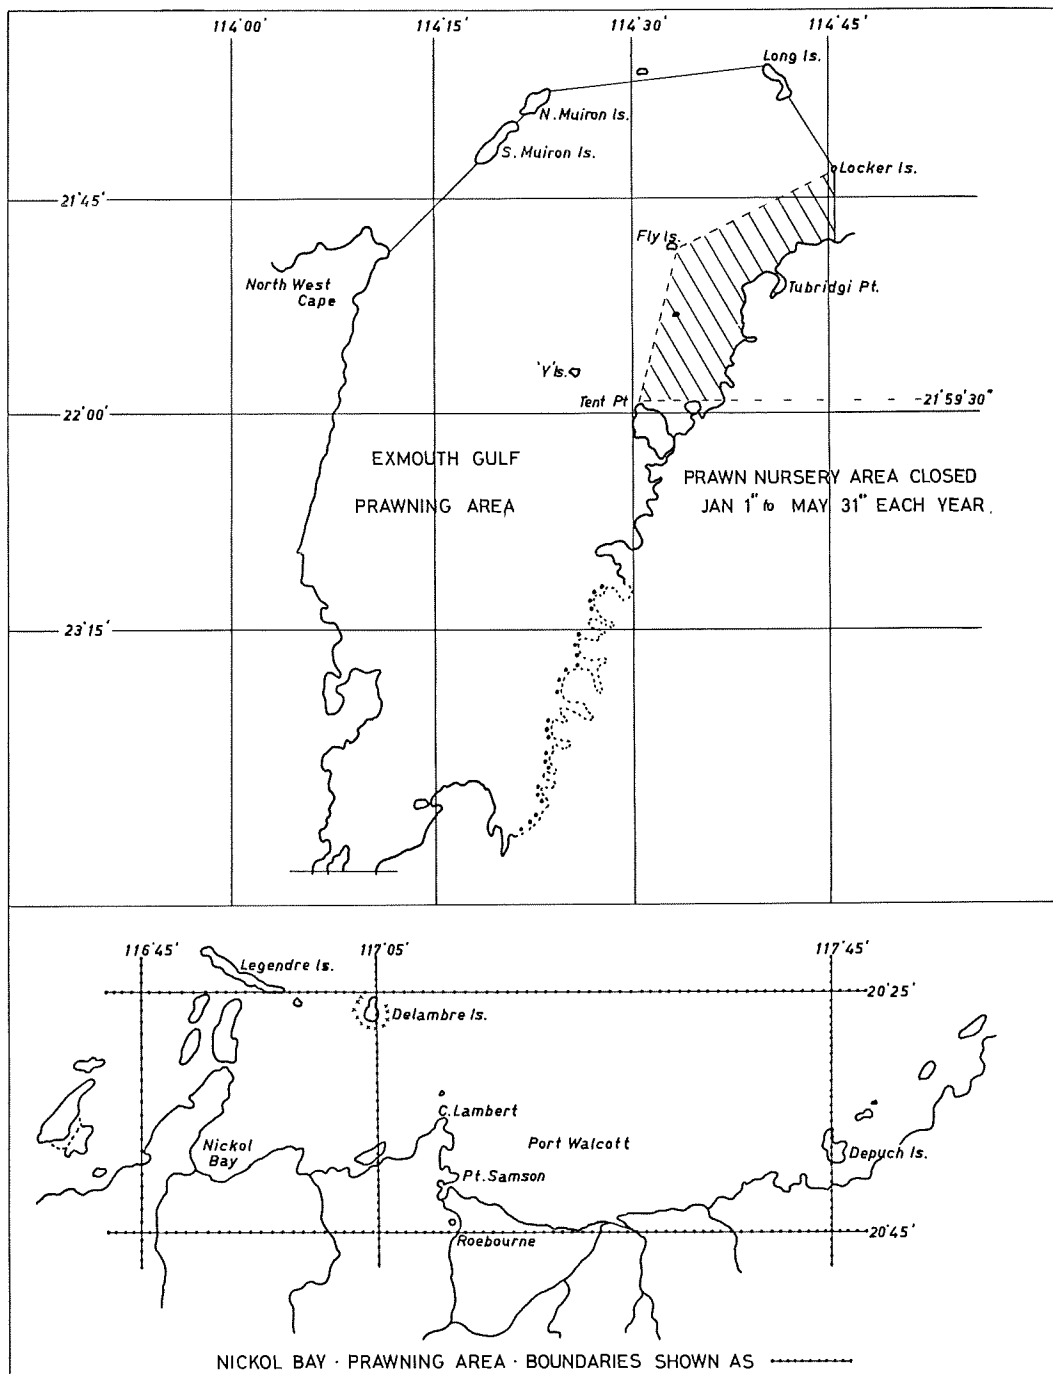 114°00'
114°15'
114°30'
114°45'
Long Is.
N. Muiron Is.
S. Muiron Is.
Locker Is.
21°45'
Fly Is.
North West
Cape
Tubridgi Pt.
'Y' Is.
Tent Pt
21°59'30"
22°00'
EXMOUTH GULF
PRAWNING AREA
PRAWN NURSERY AREA CLOSED
JAN 1" to MAY 31" EACH YEAR.
23°15'
116°45'
117°05'
117°45'
Legendre Is.
20°25'
Delambre Is.
C. Lambert
Nickol
Bay
Port Walcott
Depuch Is.
Pt. Samson
20°45'
Roebourne
NICKOL BAY · PRAWNING AREA · BOUNDARIES SHOWN AS